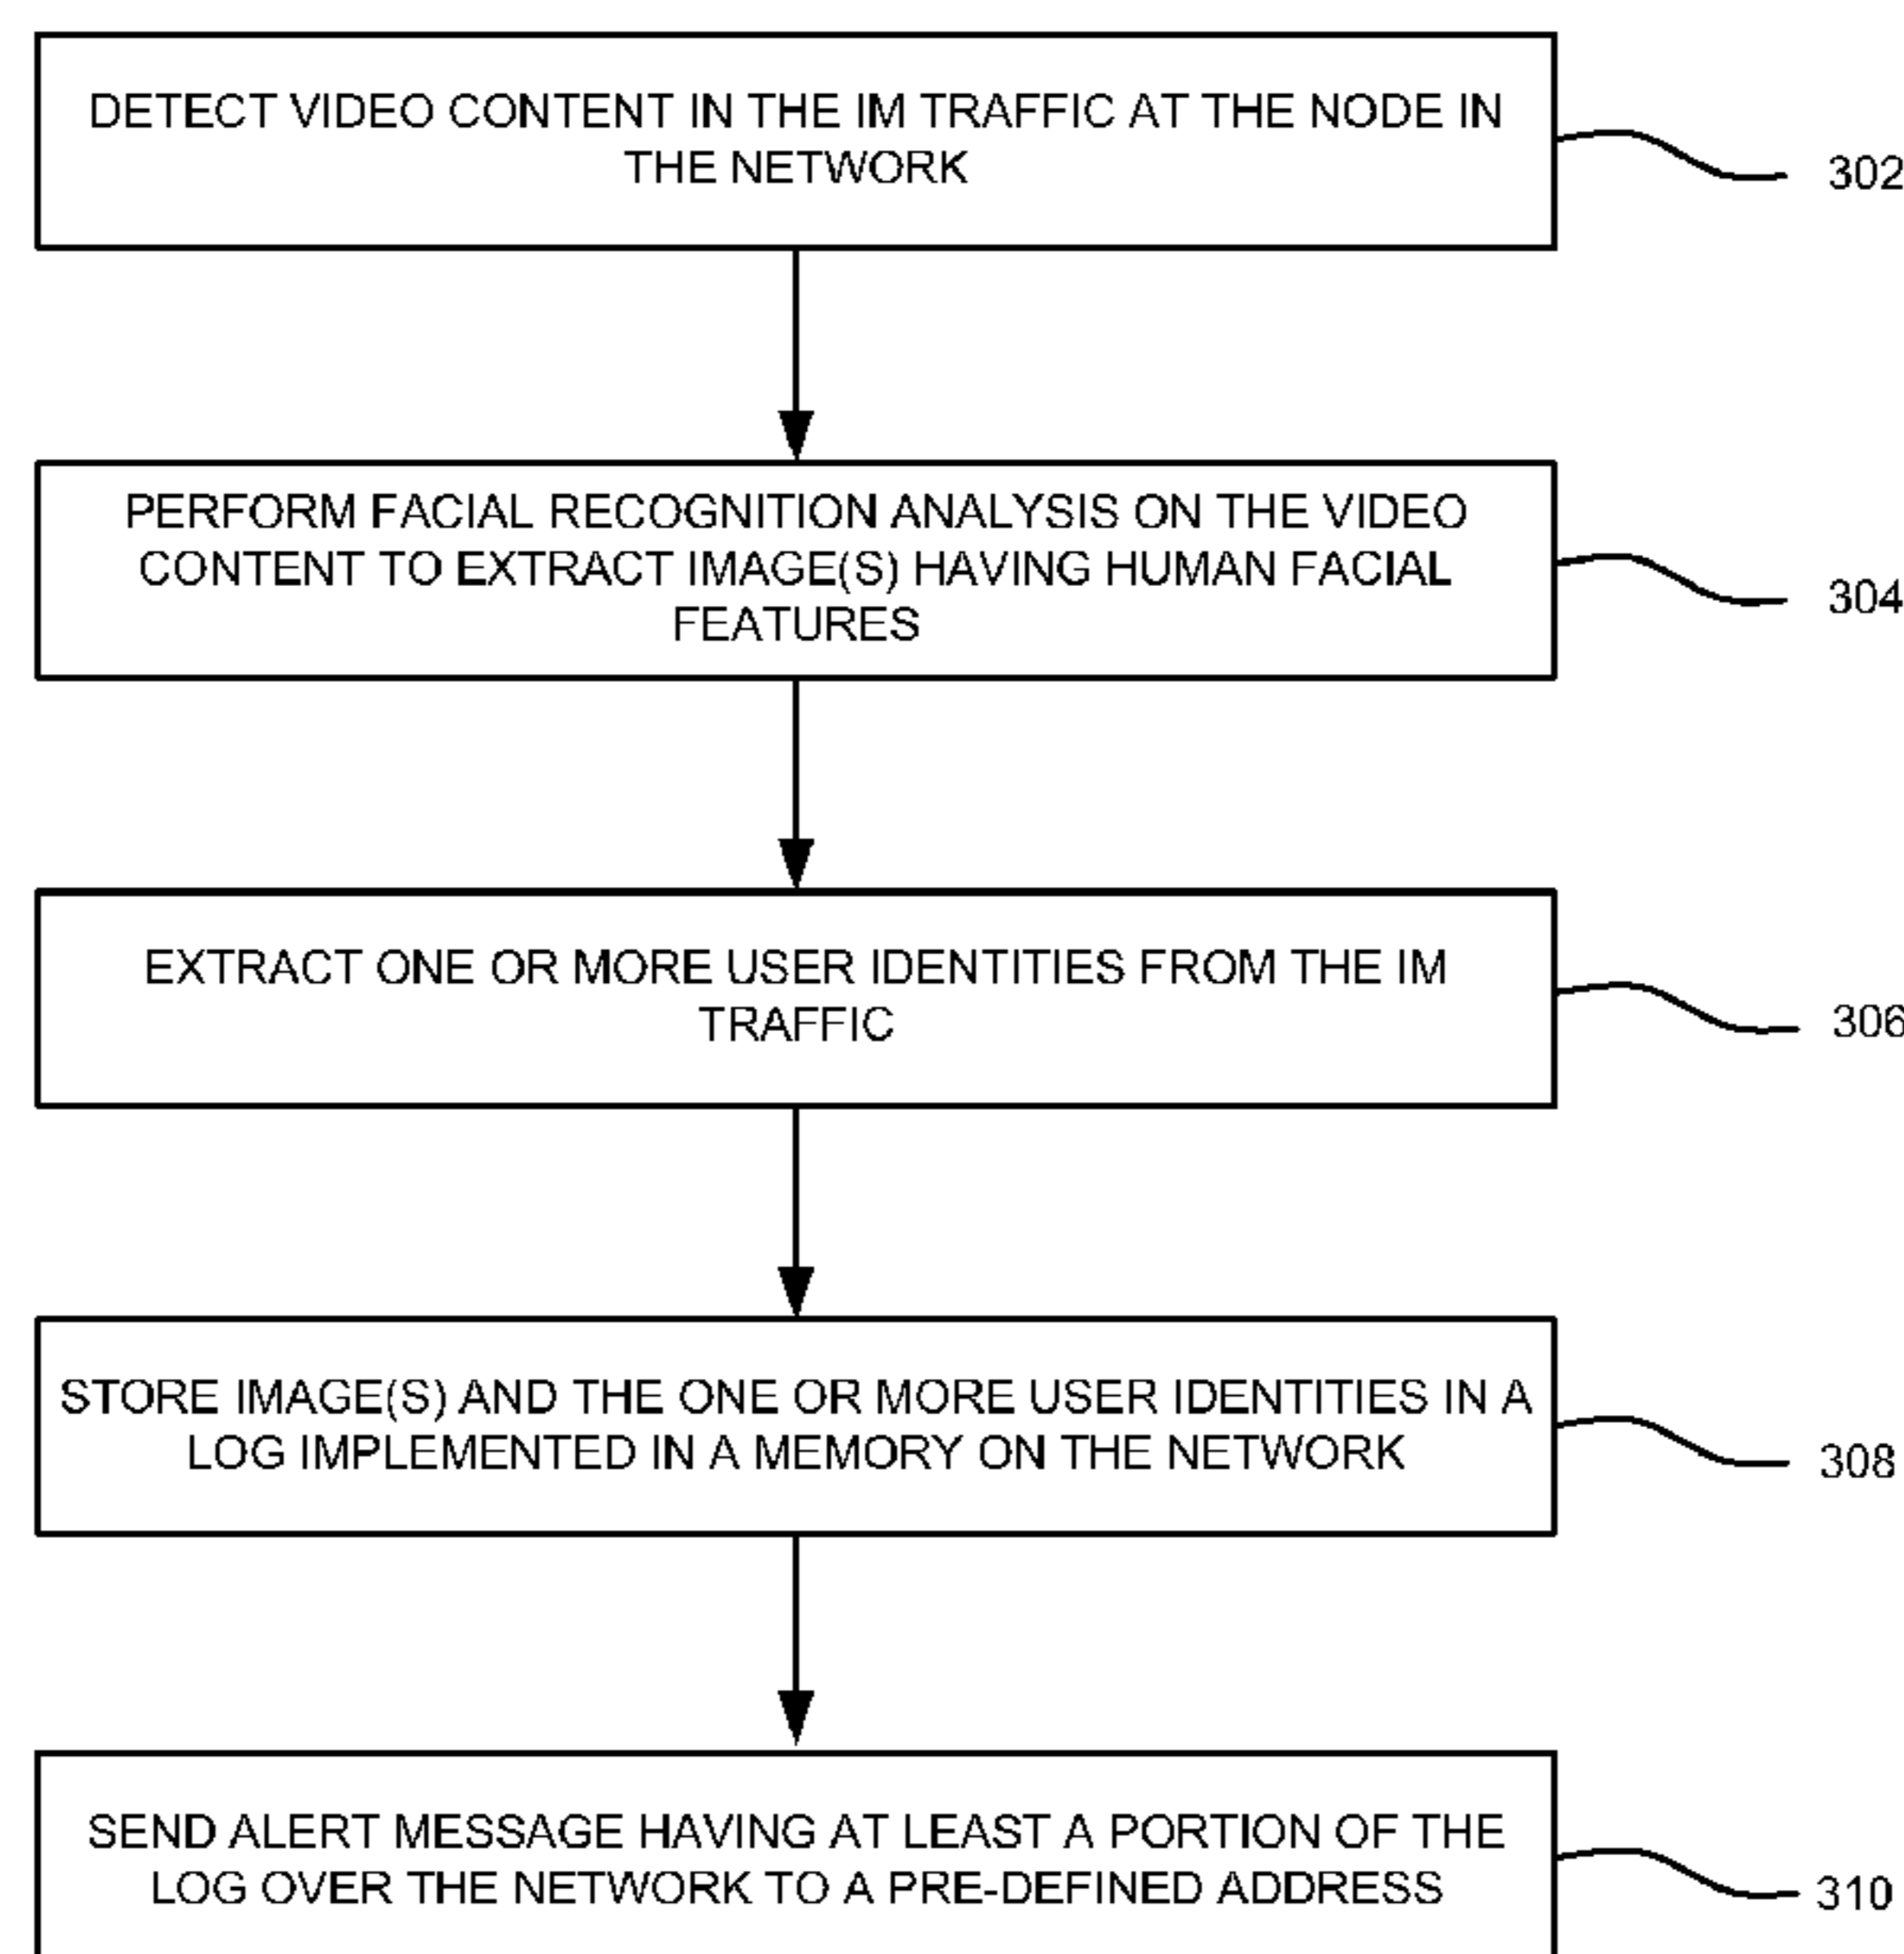 DETECT VIDEO CONTENT IN THE IM TRAFFIC AT THE NODE IN
THE NETWORK
302
PERFORM FACIAL RECOGNITION ANALYSIS ON THE VIDEO
CONTENT TO EXTRACT IMAGE(S) HAVING HUMAN FACIAL
FEATURES
304
EXTRACT ONE OR MORE USER IDENTITIES FROM THE IM
TRAFFIC
306
STORE IMAGE(S) AND THE ONE OR MORE USER IDENTITIES IN A
LOG IMPLEMENTED IN A MEMORY ON THE NETWORK
308
SEND ALERT MESSAGE HAVING AT LEAST A PORTION OF THE
LOG OVER THE NETWORK TO A PRE-DEFINED ADDRESS
310